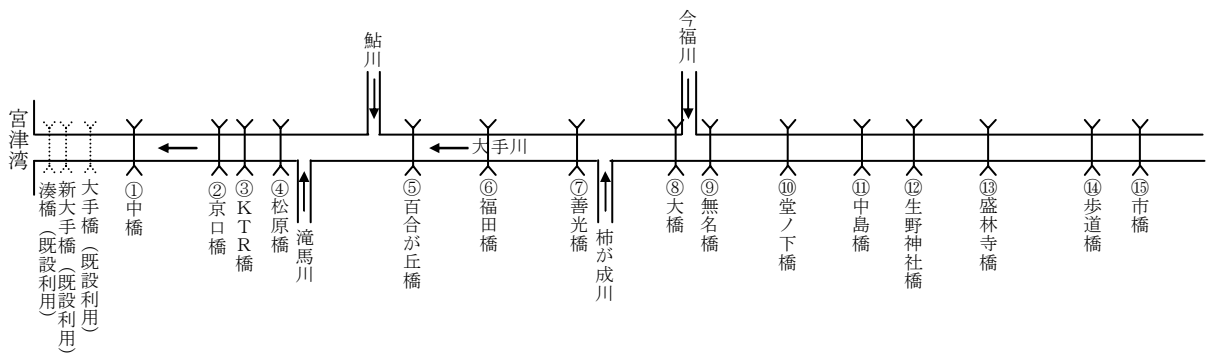 今福川
鮎川
宮津湾
大手川
湊橋（既設利用）
新大手橋（既設利用）
大手橋（既設利用）
①中橋
②京口橋
③KTR橋
④松原橋
滝馬川
⑤百合が丘橋
⑥福田橋
⑦善光橋
柿が成川
⑧大橋
⑨無名橋
⑩堂ノ下橋
⑪中島橋
⑫生野神社橋
⑬盛林寺橋
⑭歩道橋
⑮市橋